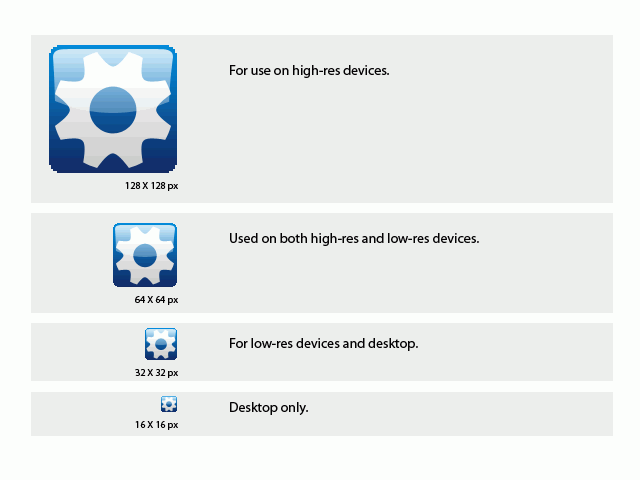 For use on high-res devices.
128 X 128 px
Used on both high-res and low-res devices.
64 X 64 px
For low-res devices and desktop.
32 X 32 px
Desktop only.
16 X 16 px